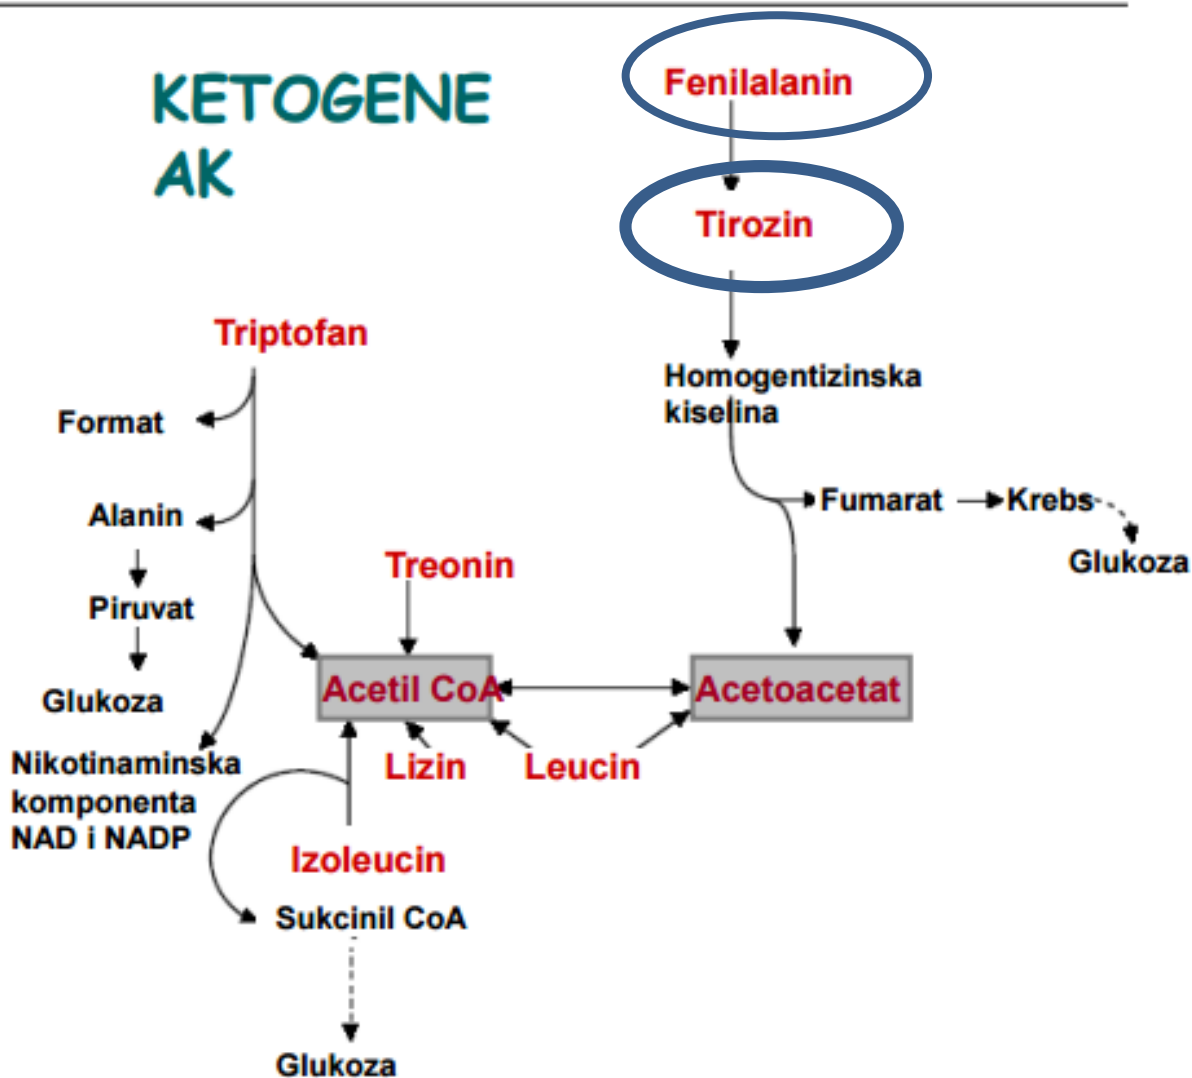 KETOGENE
AK
Fenilalanin
Tirozin
Homogentizinska
kiselina
Fumarat
Krebs
Glukoza
Acetoacetat
Triptofan
Format
Alanin
Piruvat
Glukoza
Nikotinaminska
komponenta
NAD i NADP
Treonin
Acetil CoA
Lizin
Leucin
Izoleucin
Sukcinil CoA
Glukoza